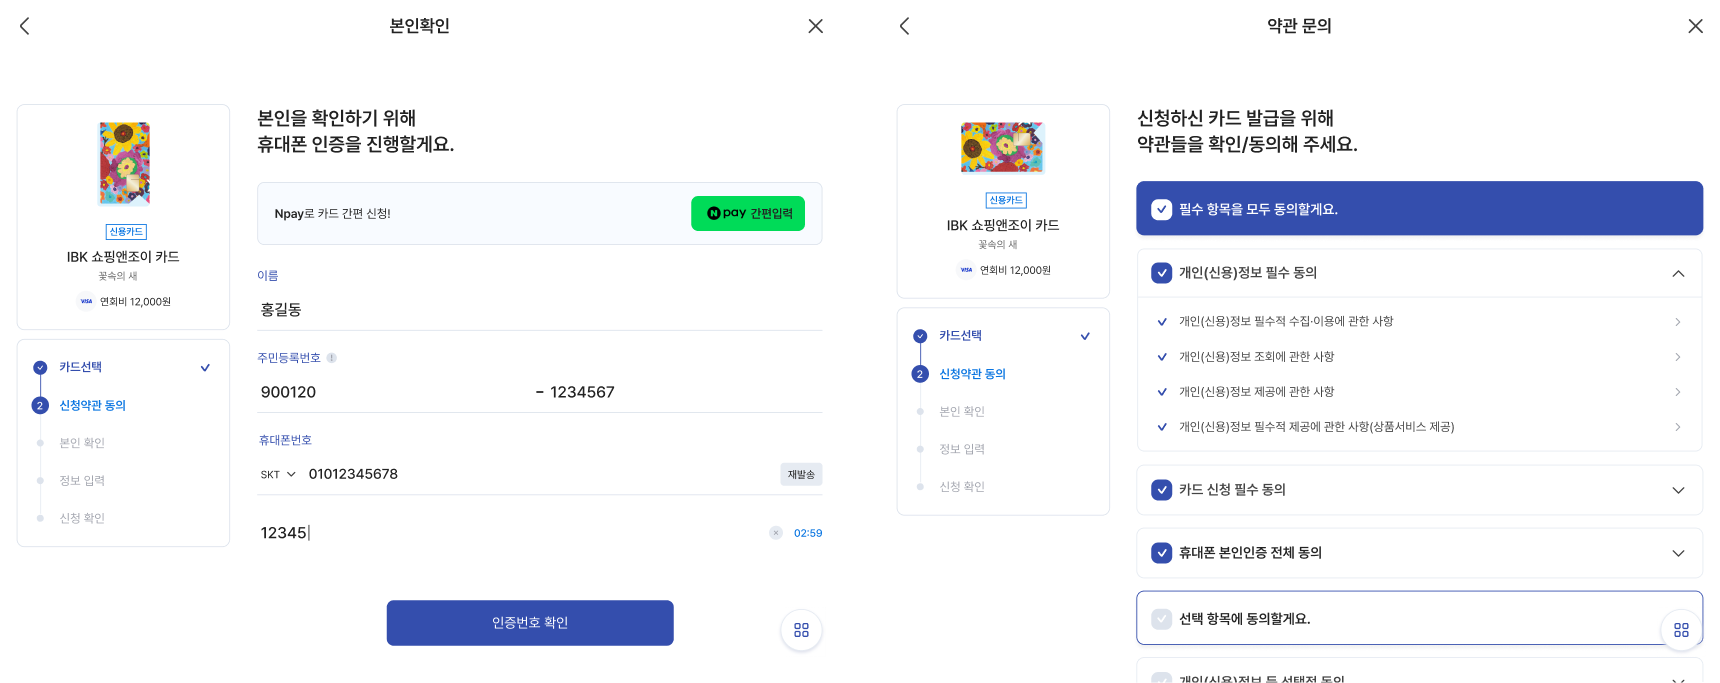 본인확인
신용카드
IBK 쇼핑앤조이 카드
꽃속의 새
VISA 연회비 12,000원
카드선택
2 신청약관 동의
본인 확인
정보 입력
신청 확인
본인을 확인하기 위해
휴대폰 인증을 진행할게요.
Npay로 카드 간편 신청!
N pay 간편입력
이름
홍길동
주민등록번호 !
900120 - 1234567
휴대폰번호
SKT 01012345678 재발송
12345 02:59
인증번호 확인
약관 문의
신용카드
IBK 쇼핑앤조이 카드
꽃속의 새
VISA 연회비 12,000원
카드선택
2 신청약관 동의
본인 확인
정보 입력
신청 확인
신청하신 카드 발급을 위해
약관들을 확인/동의해 주세요.
필수 항목을 모두 동의할게요.
개인(신용)정보 필수 동의
개인(신용)정보 필수적 수집·이용에 관한 사항
개인(신용)정보 조회에 관한 사항
개인(신용)정보 제공에 관한 사항
개인(신용)정보 필수적 제공에 관한 사항(상품서비스 제공)
카드 신청 필수 동의
휴대폰 본인인증 전체 동의
선택 항목에 동의할게요.
개인(신용)정보 등 선택적 동의